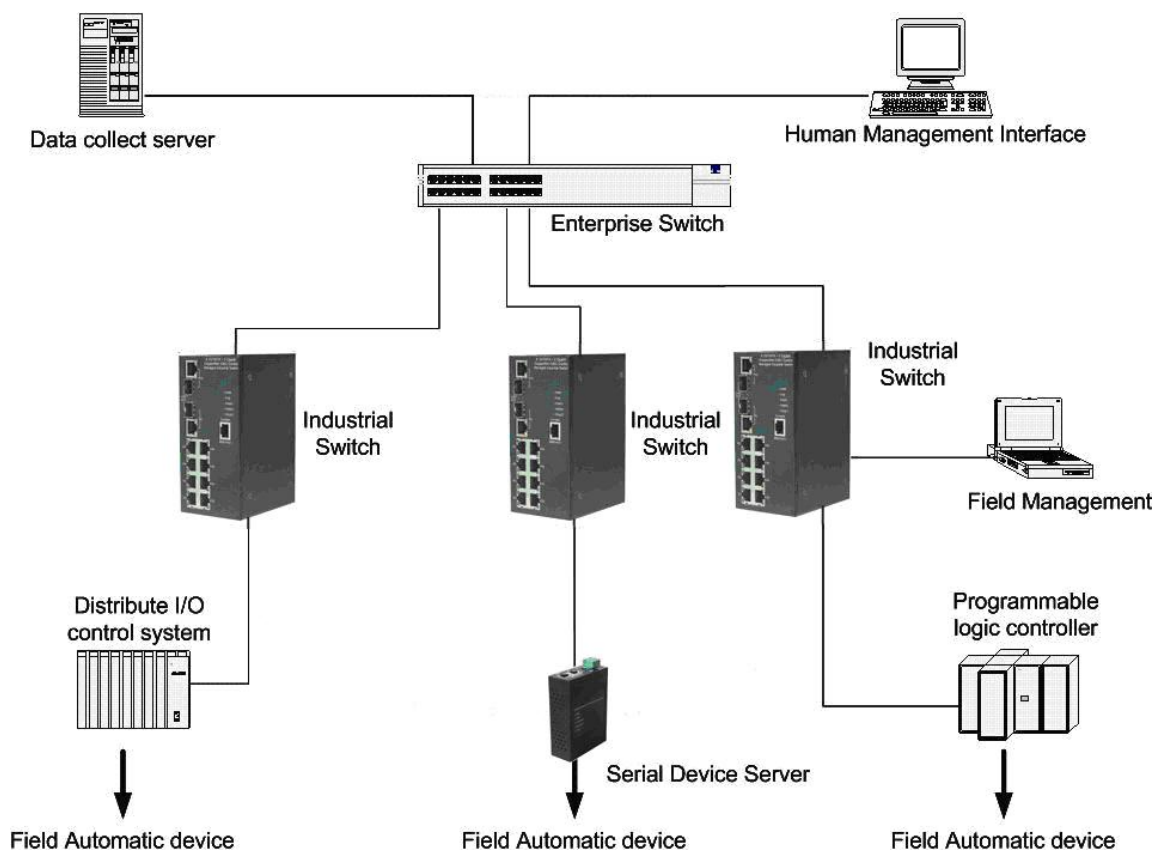 Data collect server
Human Management Interface
Enterprise Switch
Industrial
Switch
Industrial
Switch
Industrial
Switch
Field Management
Distribute I/O
control system
Programmable
logic controller
Serial Device Server
Field Automatic device
Field Automatic device
Field Automatic device